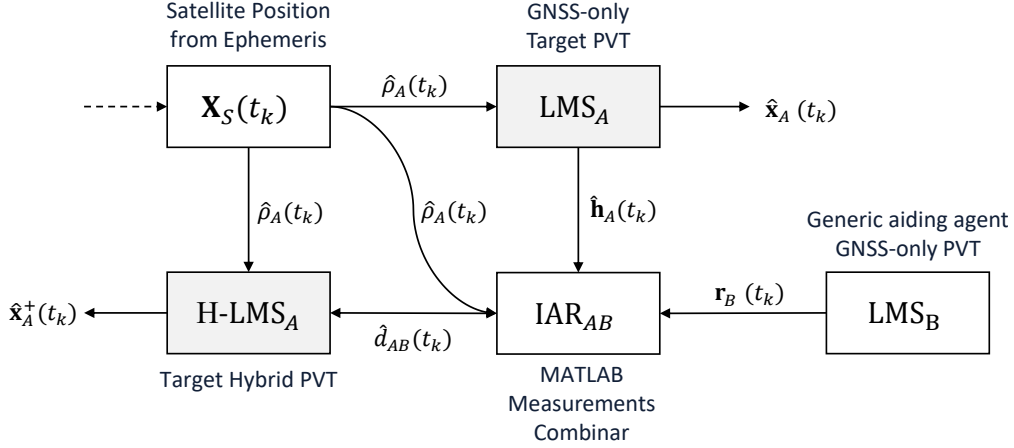 Satellite Position
from Ephemeris
GNSS-only
Target PVT
X_S(t_k)
ρ̂_A(t_k)
LMS_A
x̂_A (t_k)
ρ̂_A(t_k)
ρ̂_A(t_k)
ĥ_A(t_k)
Generic aiding agent
GNSS-only PVT
x̂_A^+(t_k)
H-LMS_A
d̂_AB(t_k)
IAR_AB
r_B (t_k)
LMS_B
Target Hybrid PVT
MATLAB
Measurements
Combinar